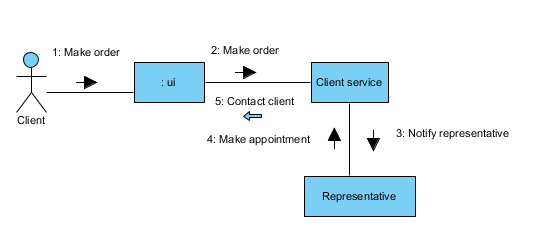 1: Make order
2: Make order
: ui
Client service
5: Contact client
Client
4: Make appointment
3: Notify representative
Representative